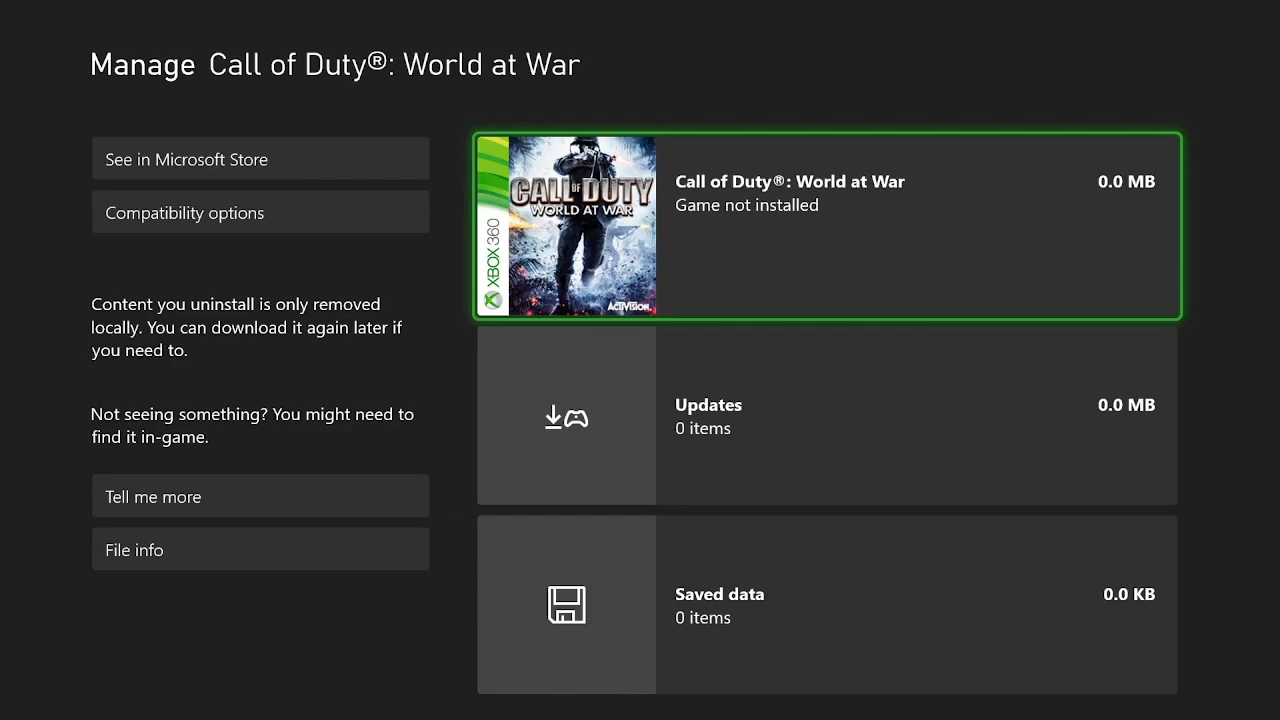 Manage Call of Duty®: World at War
See in Microsoft Store
Compatibility options
Content you uninstall is only removed
locally. You can download it again later if
you need to.
Not seeing something? You might need to
find it in-game.
Tell me more
File info
XBOX 360
CALL OF DUTY
WORLD AT WAR
ACTIVISION.
Call of Duty®: World at War 0.0 MB
Game not installed
Updates 0.0 MB
0 items
Saved data 0.0 KB
0 items